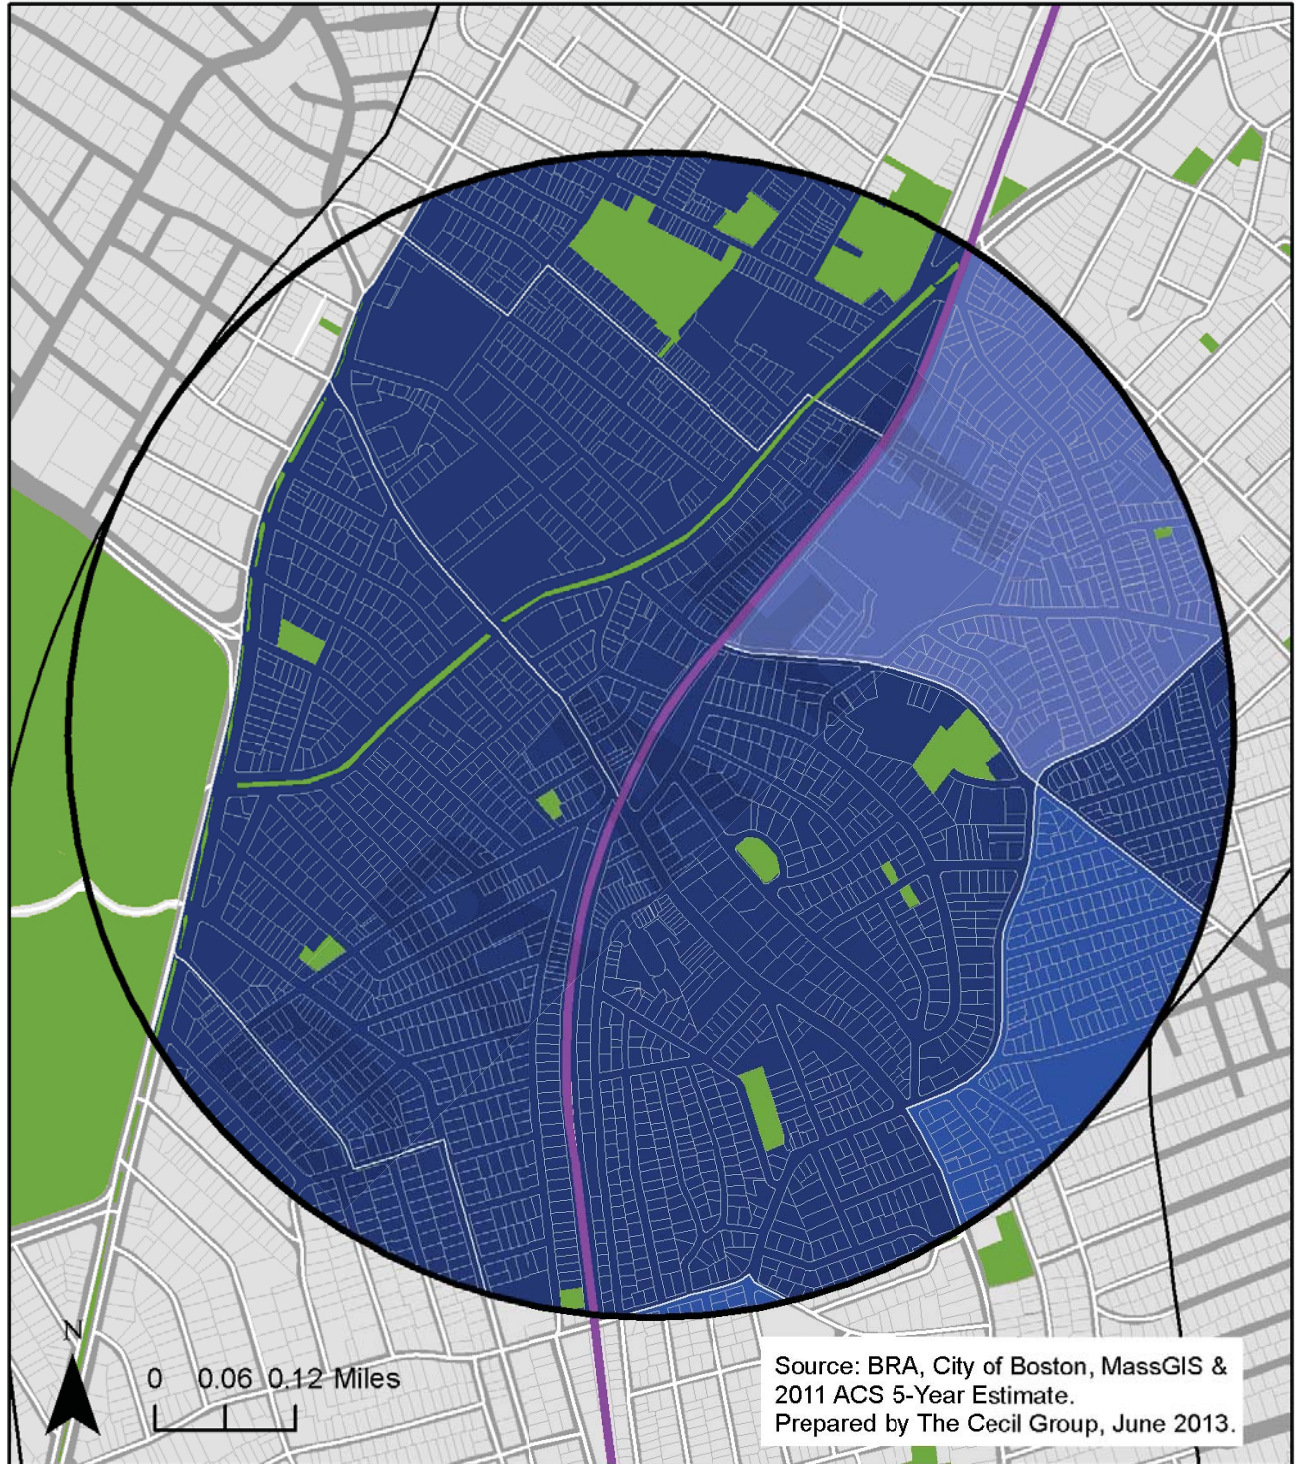 N
0 0.06 0.12 Miles
Source: BRA, City of Boston, MassGIS &
2011 ACS 5-Year Estimate.
Prepared by The Cecil Group, June 2013.